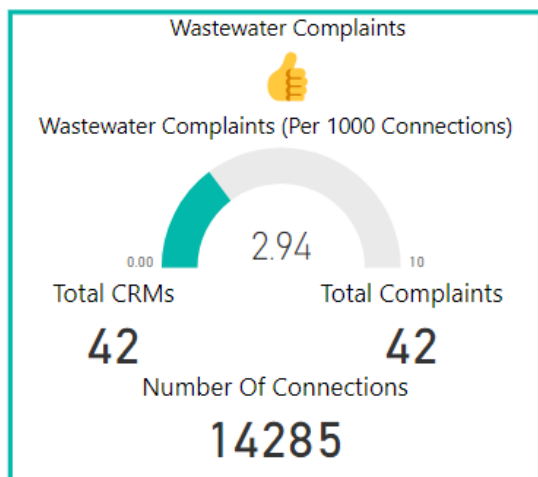 Wastewater Complaints
Wastewater Complaints (Per 1000 Connections)
2.94
0.00 10
Total CRMs Total Complaints
42 42
Number Of Connections
14285